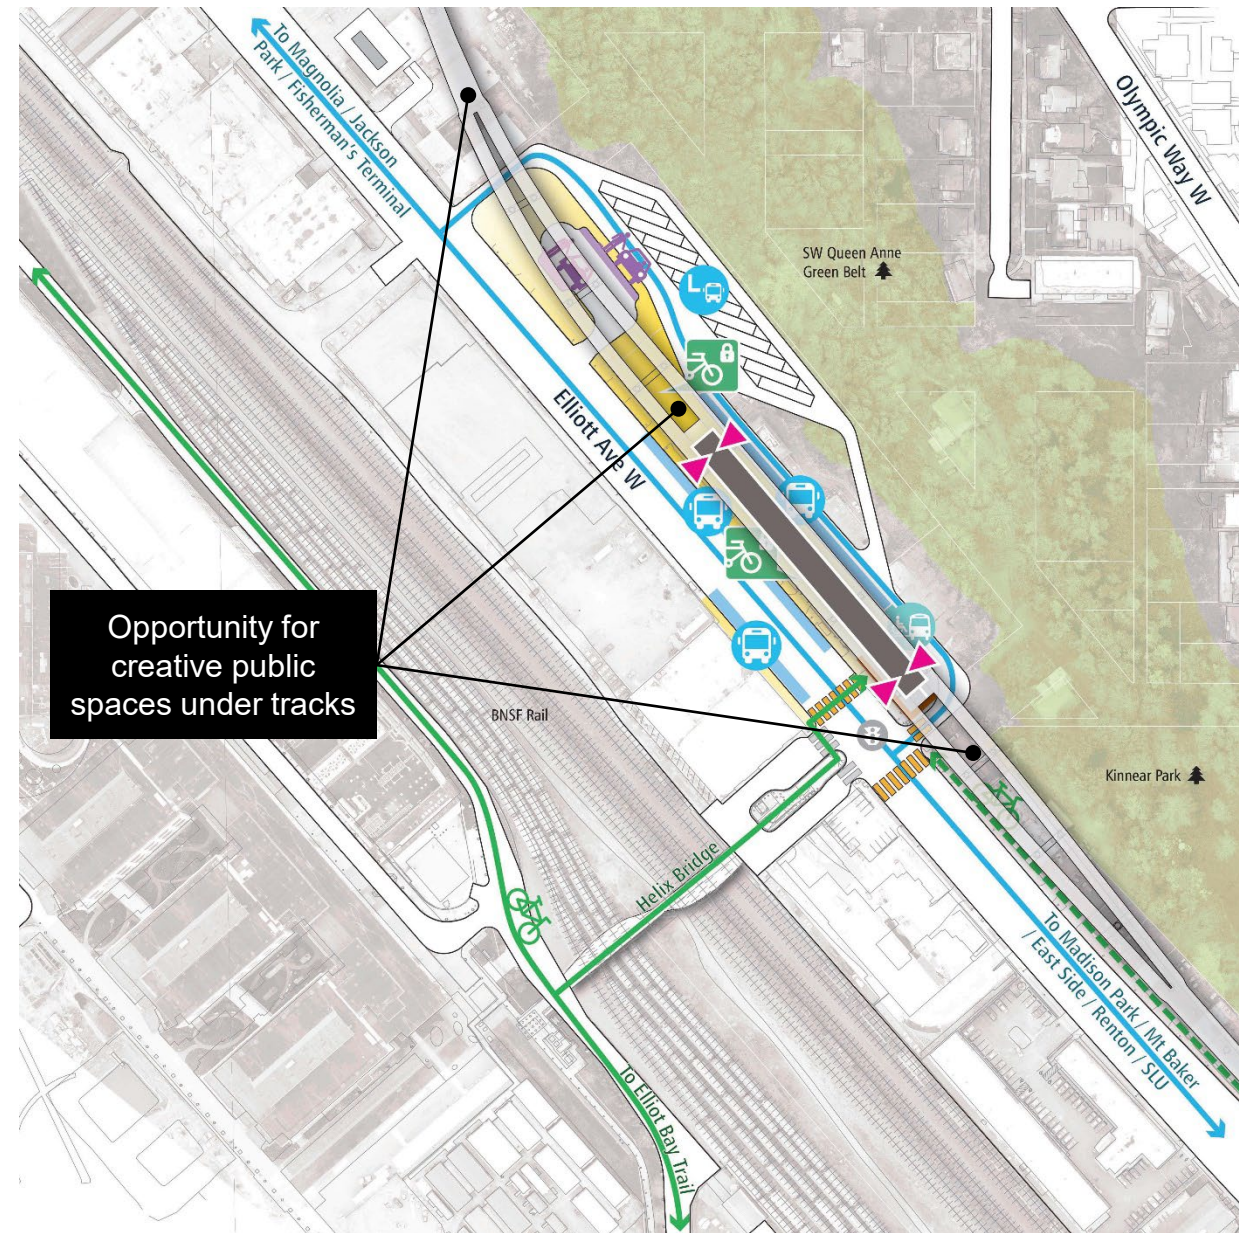 To Magnolia / Jackson
Park / Fisherman's Terminal
Olympic Way W
SW Queen Anne
Green Belt
L
Elliott Ave W
Opportunity for
creative public
spaces under tracks
BNSF Rail
Kinnear Park
Helix Bridge
To Madison Park / Mt Baker
/ East Side / Renton / SLU
To Elliot Bay Trail